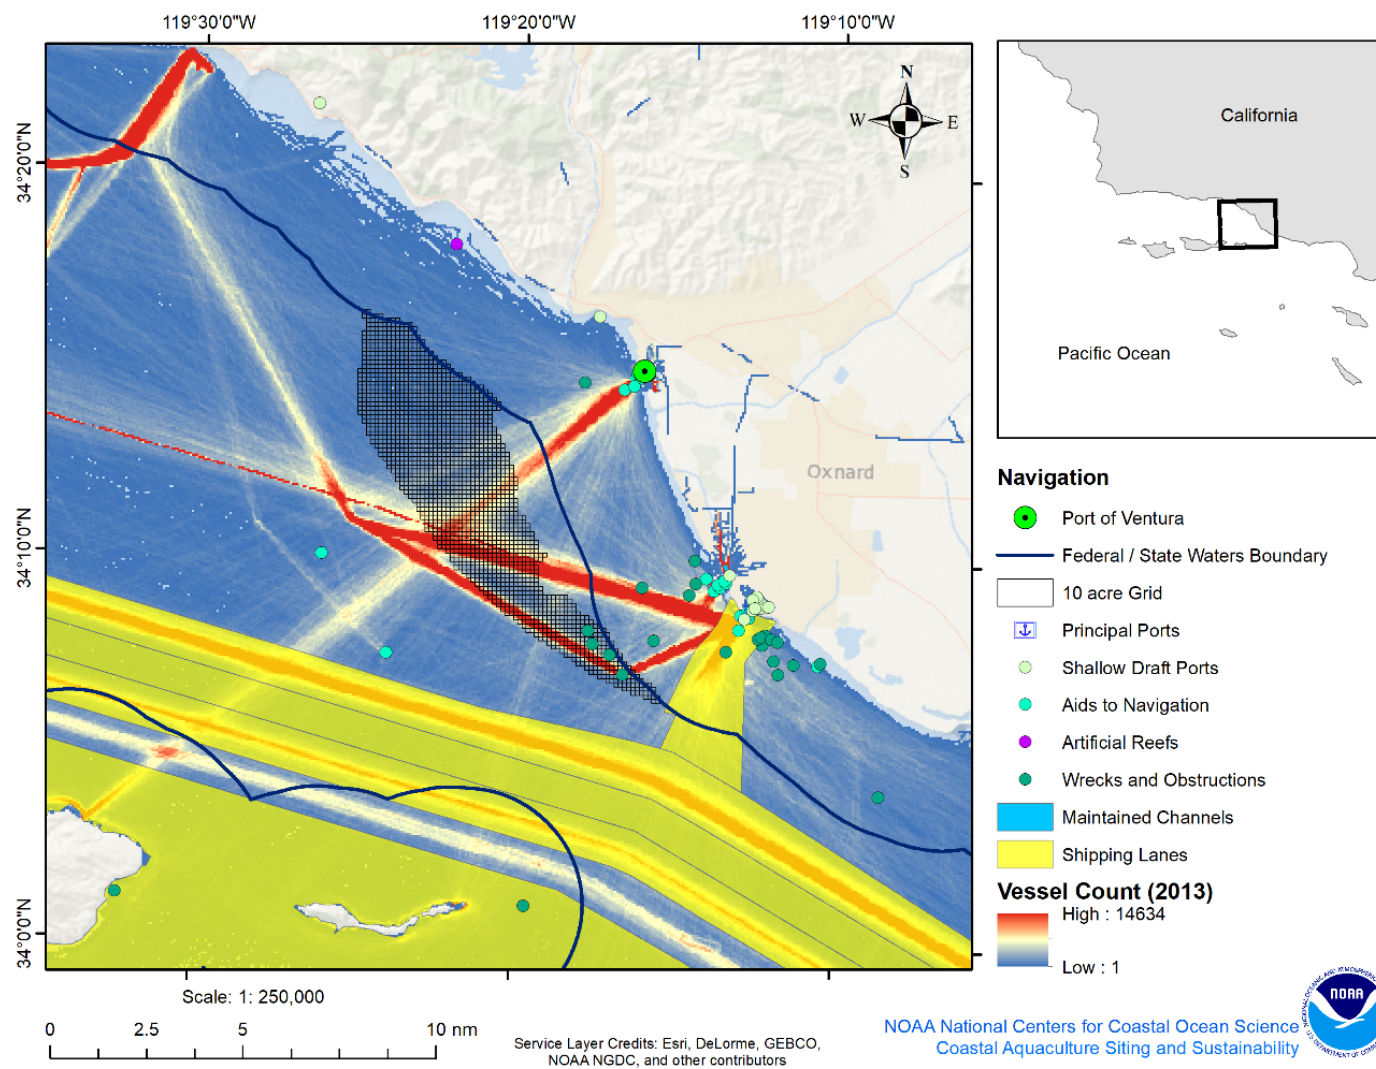 119°30'0"W
119°20'0"W
119°10'0"W
34°20'0"N
34°10'0"N
34°0'0"N
N
W
E
S
Oxnard
California
Pacific Ocean
Navigation
Port of Ventura
Federal / State Waters Boundary
10 acre Grid
Principal Ports
Shallow Draft Ports
Aids to Navigation
Artificial Reefs
Wrecks and Obstructions
Maintained Channels
Shipping Lanes
Vessel Count (2013)
High : 14634
Low : 1
Scale: 1: 250,000
0 2.5 5 10 nm
Service Layer Credits: Esri, DeLorme, GEBCO,
NOAA NGDC, and other contributors
NOAA National Centers for Coastal Ocean Science
Coastal Aquaculture Siting and Sustainability
NOAA